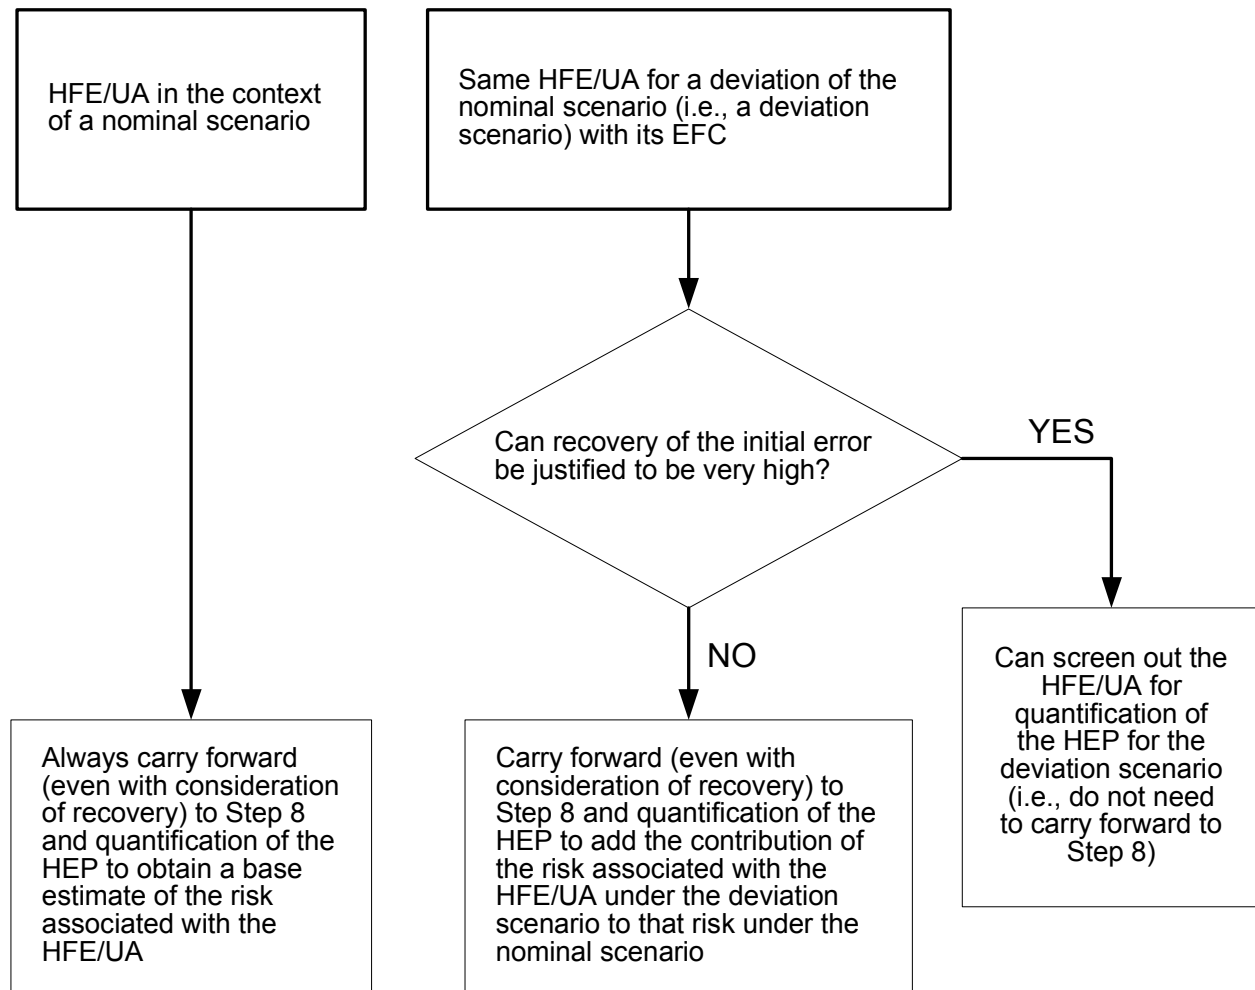 HFE/UA in the context
of a nominal scenario
Same HFE/UA for a deviation of the
nominal scenario (i.e., a deviation
scenario) with its EFC
Can recovery of the initial error
be justified to be very high?
YES
NO
Always carry forward
(even with consideration
of recovery) to Step 8
and quantification of the
HEP to obtain a base
estimate of the risk
associated with the
HFE/UA
Carry forward (even with
consideration of recovery) to
Step 8 and quantification of the
HEP to add the contribution of
the risk associated with the
HFE/UA under the deviation
scenario to that risk under the
nominal scenario
Can screen out the
HFE/UA for
quantification of
the HEP for the
deviation scenario
(i.e., do not need
to carry forward to
Step 8)